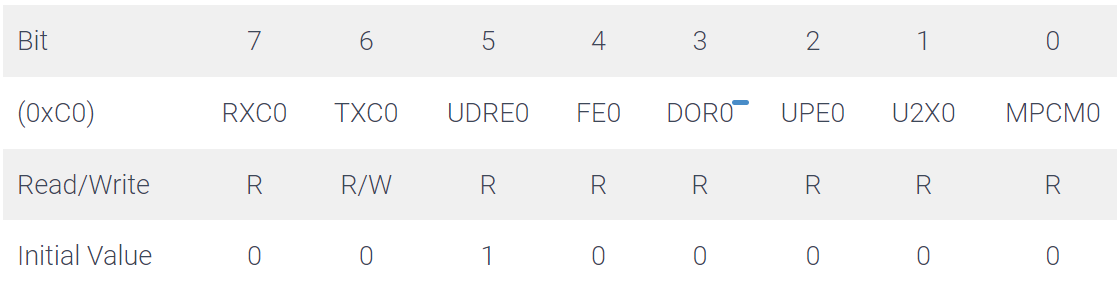 Bit 7 6 5 4 3 2 1 0
(0xC0) RXC0 TXC0 UDRE0 FE0 DOR0 UPE0 U2X0 MPCM0
Read/Write R R/W R R R R R R
Initial Value 0 0 1 0 0 0 0 0